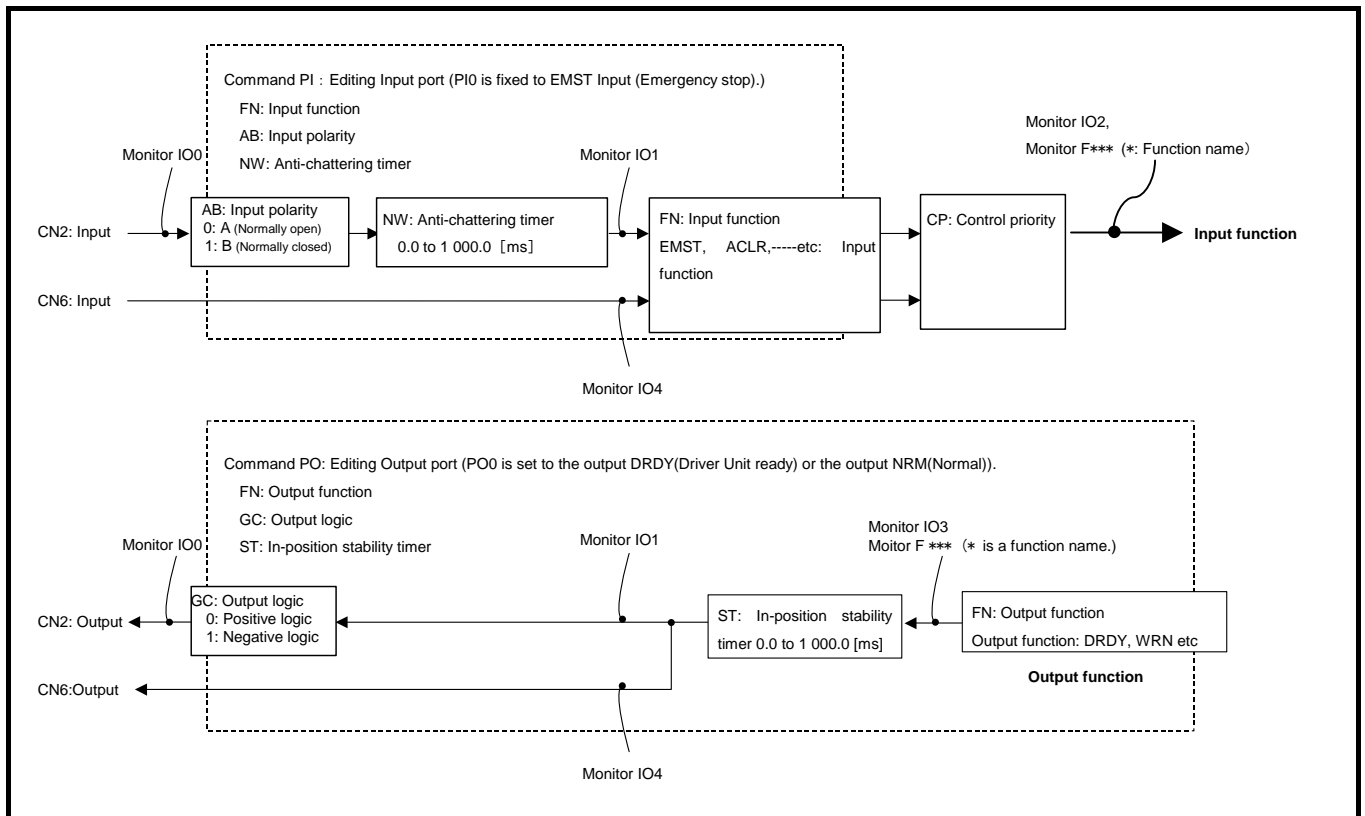 Command PI : Editing Input port (PI0 is fixed to EMST Input (Emergency stop).)
FN: Input function
AB: Input polarity
NW: Anti-chattering timer
Monitor IO0
Monitor IO1
Monitor IO2,
Monitor F*** (*: Function name)
CN2: Input
AB: Input polarity
0: A (Normally open)
1: B (Normally closed)
NW: Anti-chattering timer
0.0 to 1 000.0 [ms]
FN: Input function
EMST, ACLR,-----etc: Input
function
CP: Control priority
Input function
CN6: Input
Monitor IO4
Command PO: Editing Output port (PO0 is set to the output DRDY(Driver Unit ready) or the output NRM(Normal)).
FN: Output function
GC: Output logic
ST: In-position stability timer
Monitor IO0
Monitor IO1
Monitor IO3
Moitor F *** (* is a function name.)
CN2: Output
GC: Output logic
0: Positive logic
1: Negative logic
ST: In-position stability
timer 0.0 to 1 000.0 [ms]
FN: Output function
Output function: DRDY, WRN etc
Output function
CN6:Output
Monitor IO4